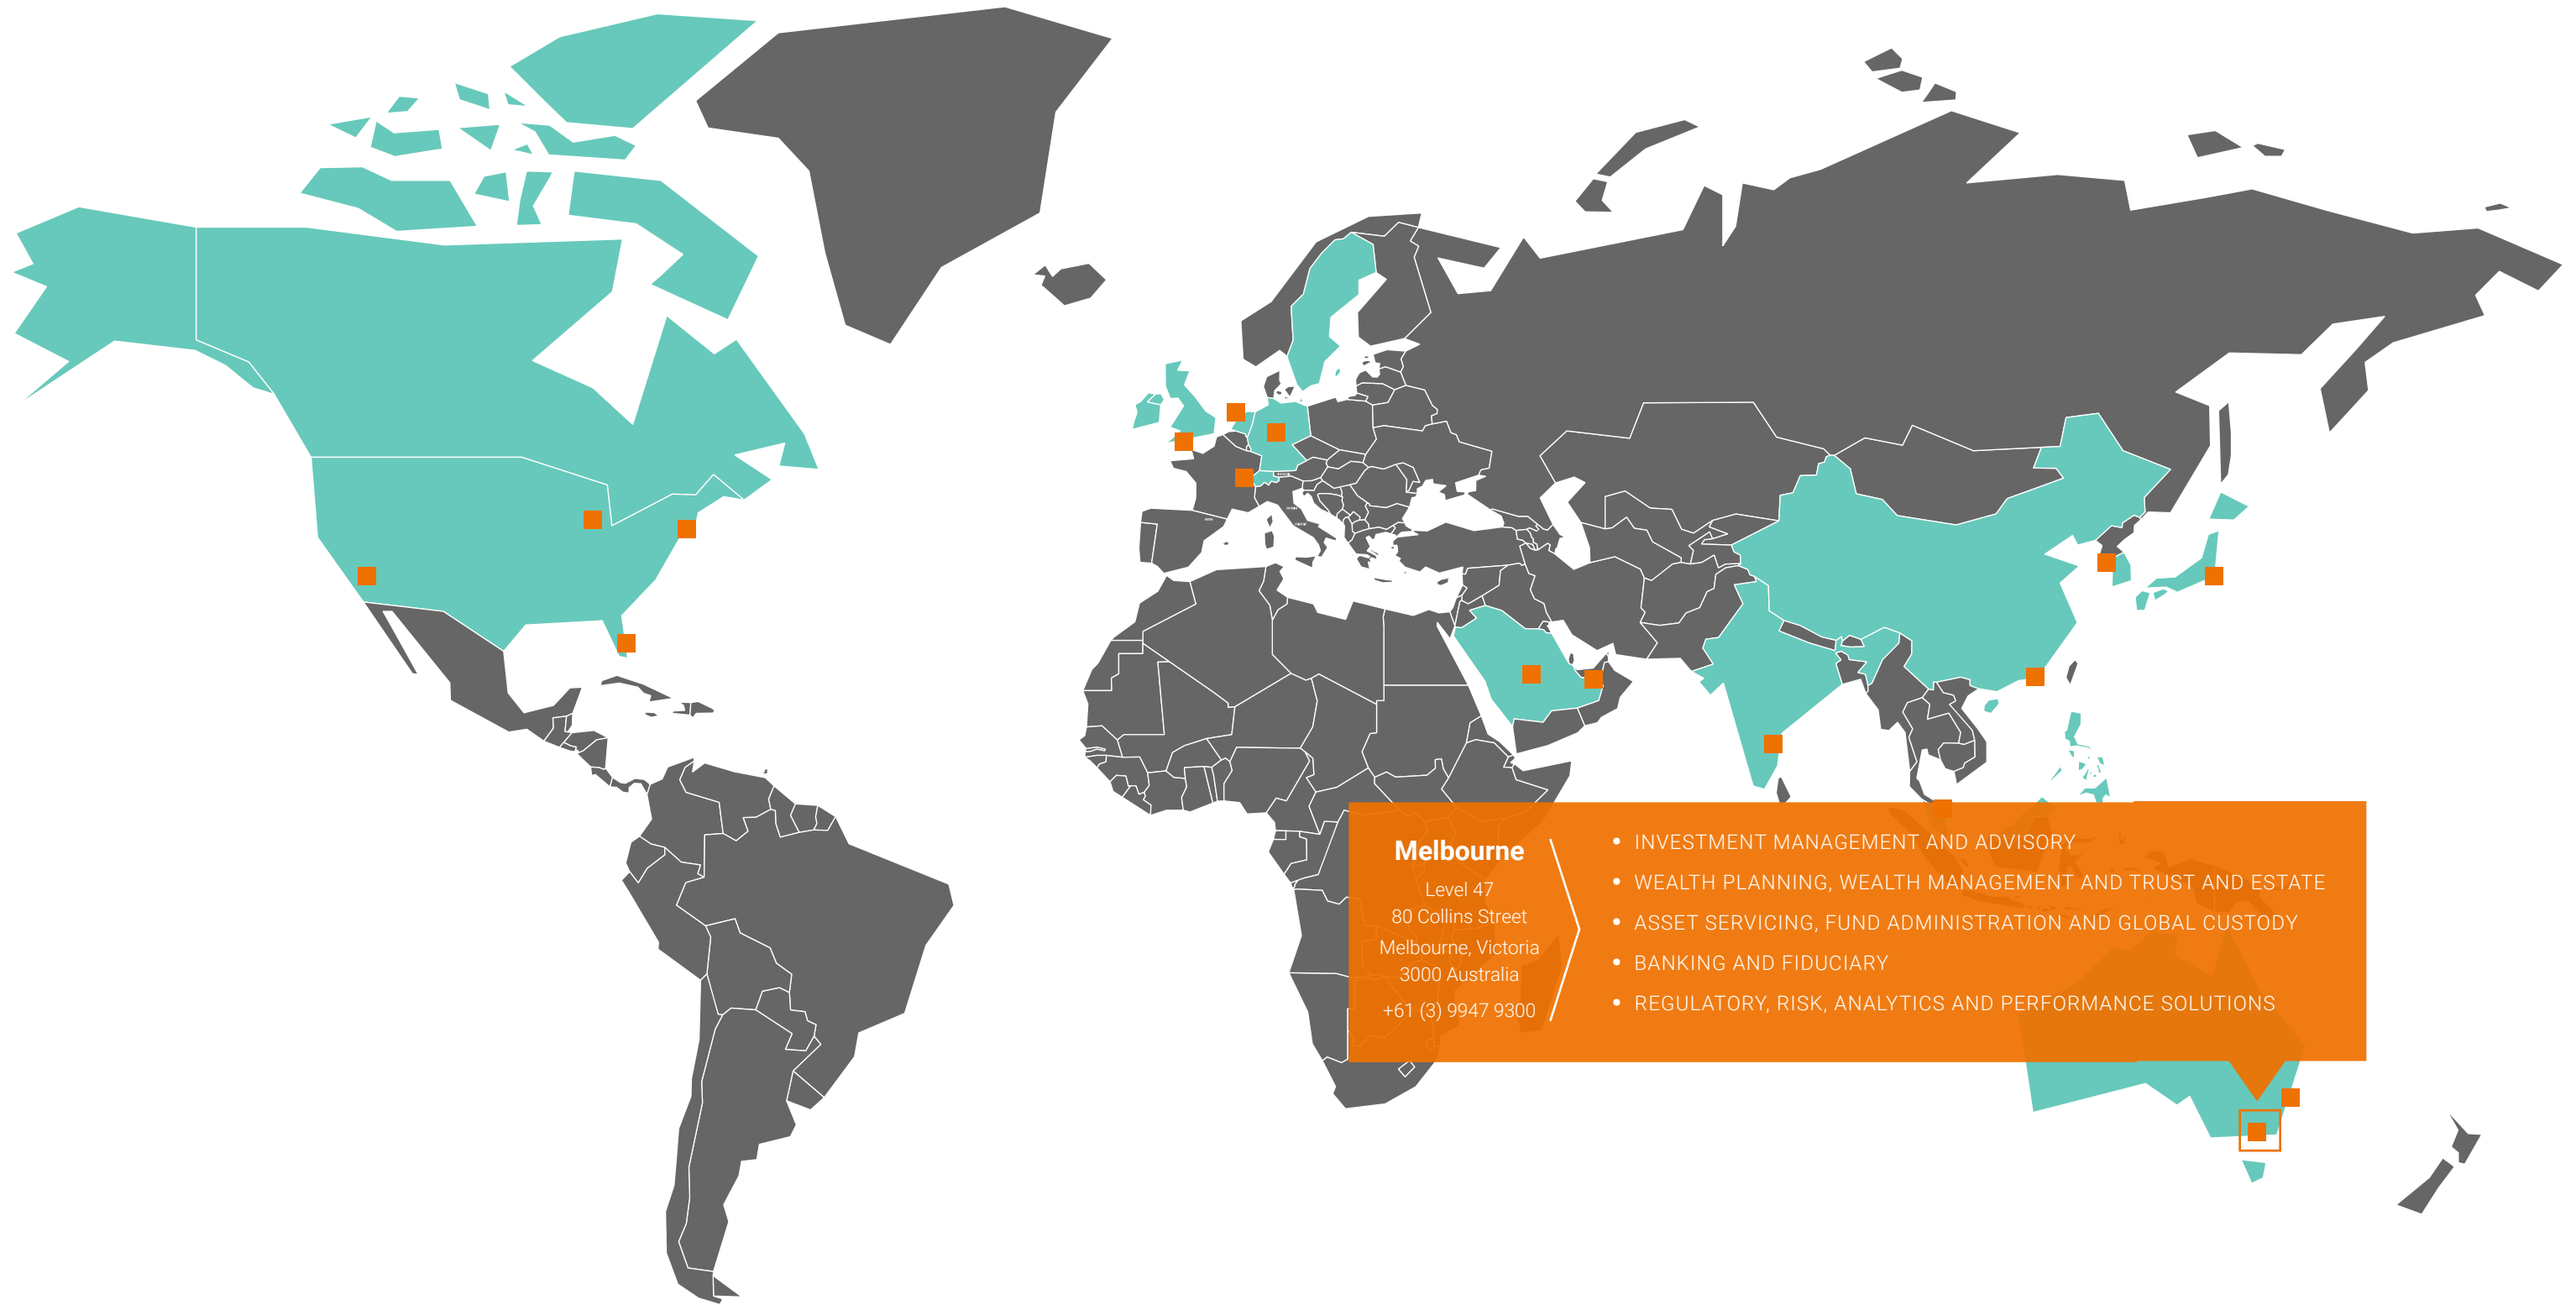 Melbourne
Level 47
80 Collins Street
Melbourne, Victoria
3000 Australia
+61 (3) 9947 9300
• INVESTMENT MANAGEMENT AND ADVISORY
• WEALTH PLANNING, WEALTH MANAGEMENT AND TRUST AND ESTATE
• ASSET SERVICING, FUND ADMINISTRATION AND GLOBAL CUSTODY
• BANKING AND FIDUCIARY
• REGULATORY, RISK, ANALYTICS AND PERFORMANCE SOLUTIONS